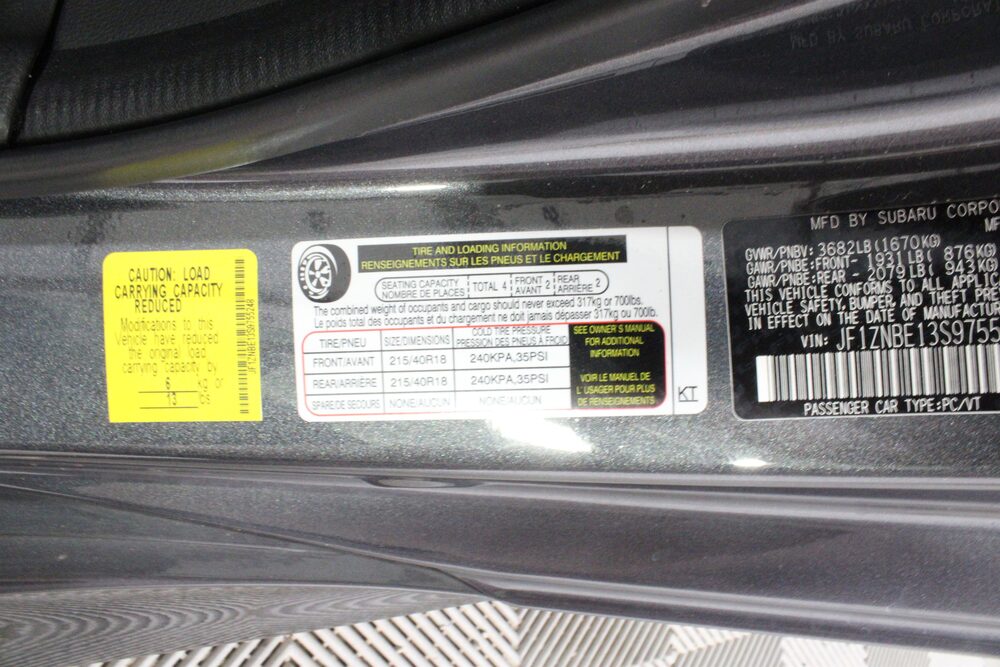 CAUTION: LOAD
CARRYING CAPACITY
REDUCED
Modifications to this
Vehicle have reduced
the original load
carrying capacity by
6 kg or
13 lbs
JF1ZNBE13S9755248
TIRE AND LOADING INFORMATION
RENSEIGNEMENTS SUR LES PNEUS ET LE CHARGEMENT
SEATING CAPACITY TOTAL 4 FRONT 2 REAR 2
NOMBRE DE PLACES AVANT ARRIÈRE
The combined weight of occupants and cargo should never exceed 317kg or 700lbs.
Le poids total des occupants et du chargement ne doit jamais dépasser 317kg ou 700lb.
TIRE/PNEU SIZE/DIMENSIONS COLD TIRE PRESSURE
PRESSION DES PNEUS À FROID
FRONT/AVANT 215/40R18 240KPA,35PSI
REAR/ARRIÈRE 215/40R18 240KPA,35PSI
SPARE/DE SECOURS NONE/AUCUN NONE/AUCUN
SEE OWNER'S MANUAL
FOR ADDITIONAL
INFORMATION
VOIR LE MANUEL DE
L' USAGER POUR PLUS
DE RENSEIGNEMENTS
KT
MFD BY SUBARU CORPO
GVWR/PNBV: 3682LB(1670KG)
GAWR/PNBE:FRONT- 1931LB( 876KG)
GAWR/PNBE:REAR - 2079LB( 943KG)
THIS VEHICLE CONFORMS TO ALL APPLIC
VEHICLE SAFETY, BUMPER, AND THEFT PREV
IN EFFECT ON THE DATE OF MANUFACTURE
VIN: JF1ZNBE13S9755
PASSENGER CAR TYPE:PC/VT